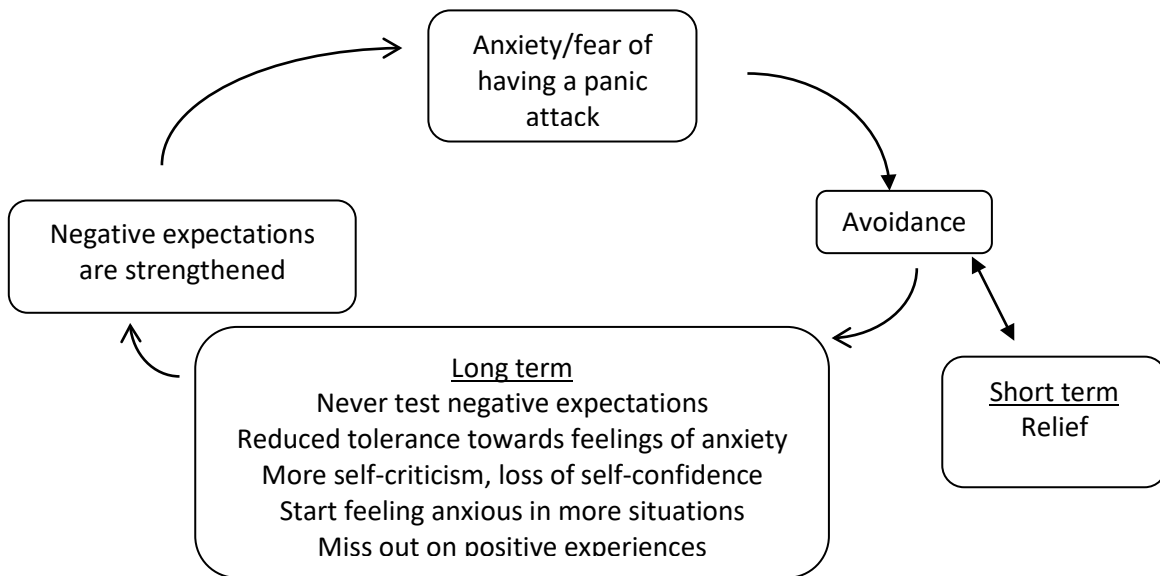 Anxiety/fear of
having a panic
attack
Avoidance
Negative expectations
are strengthened
Long term
Never test negative expectations
Reduced tolerance towards feelings of anxiety
More self-criticism, loss of self-confidence
Start feeling anxious in more situations
Miss out on positive experiences
Short term
Relief